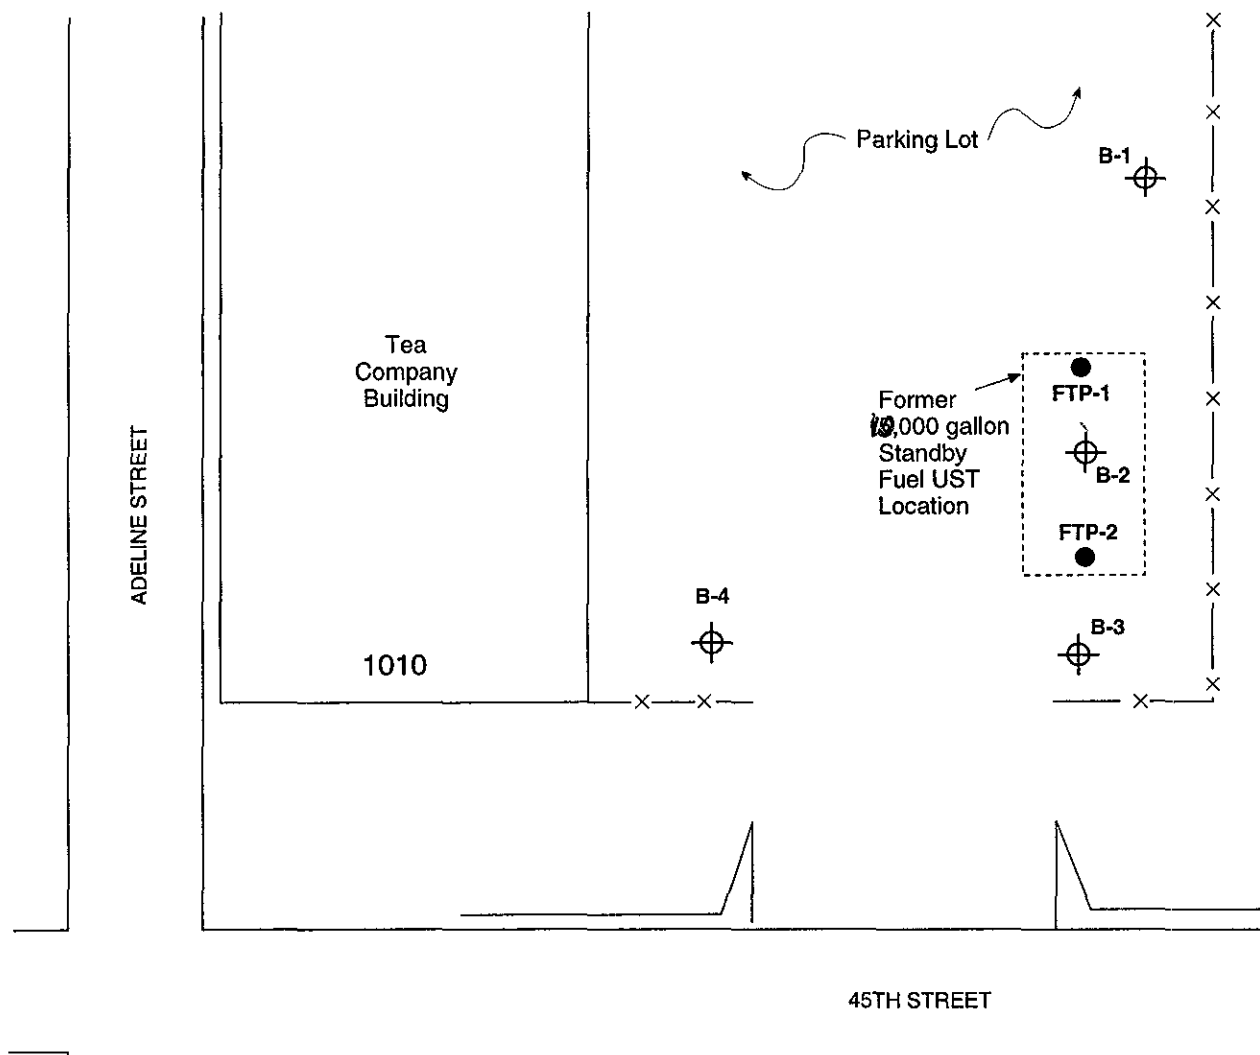 Parking Lot
B-1
Tea
Company
Building
FTP-1
Former
,000 gallon
Standby
Fuel UST
Location
B-2
FTP-2
ADELINE STREET
B-4
B-3
1010
45TH STREET